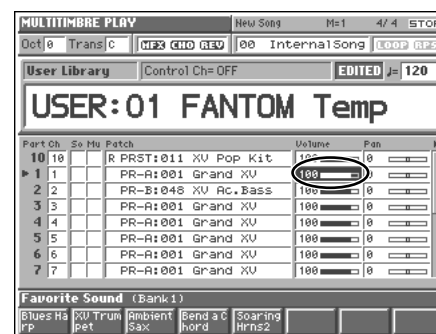 MULTITIMBRE PLAY New Song M=1 4/4 STOP
Oct 0 Trans C MFX CHO REV 00 InternalSong LOOP RPS
User Library Control Ch= OFF EDITED ♩= 120
USER:01 FANTOM Temp
Part Ch So Mu Patch Volume Pan
10 10 R PRST:011 XV Pop Kit 100 0
1 1 PR-A:001 Grand XV 100 0
2 2 PR-B:048 XV Ac.Bass 100 0
3 3 PR-A:001 Grand XV 100 0
4 4 PR-A:001 Grand XV 100 0
5 5 PR-A:001 Grand XV 100 0
6 6 PR-A:001 Grand XV 100 0
7 7 PR-A:001 Grand XV 100 0
Favorite Sound (Bank1)
Blues Ha XV Trum Ambient Bend a C Soaring
rp pet Sax hord Hrns2